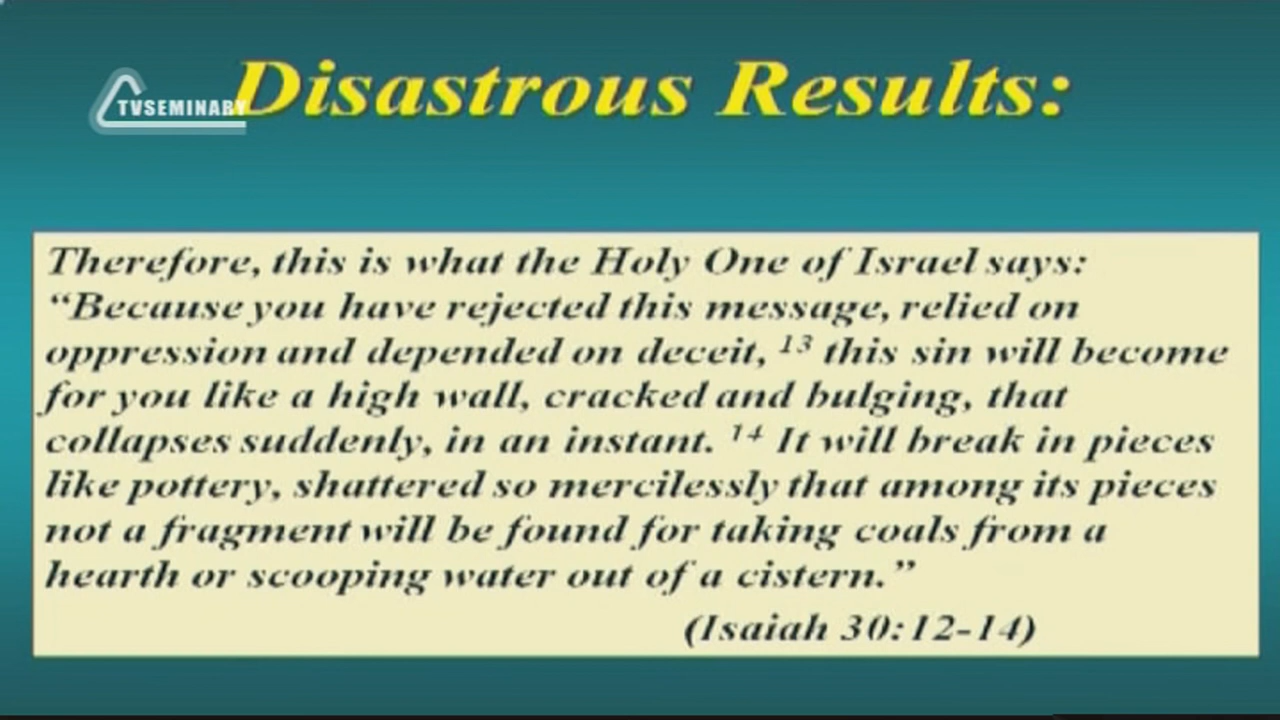 Disastrous Results:
TVSEMINARY
Therefore, this is what the Holy One of Israel says:
“Because you have rejected this message, relied on
oppression and depended on deceit, 13 this sin will become
for you like a high wall, cracked and bulging, that
collapses suddenly, in an instant. 14 It will break in pieces
like pottery, shattered so mercilessly that among its pieces
not a fragment will be found for taking coals from a
hearth or scooping water out of a cistern.”
(Isaiah 30:12-14)